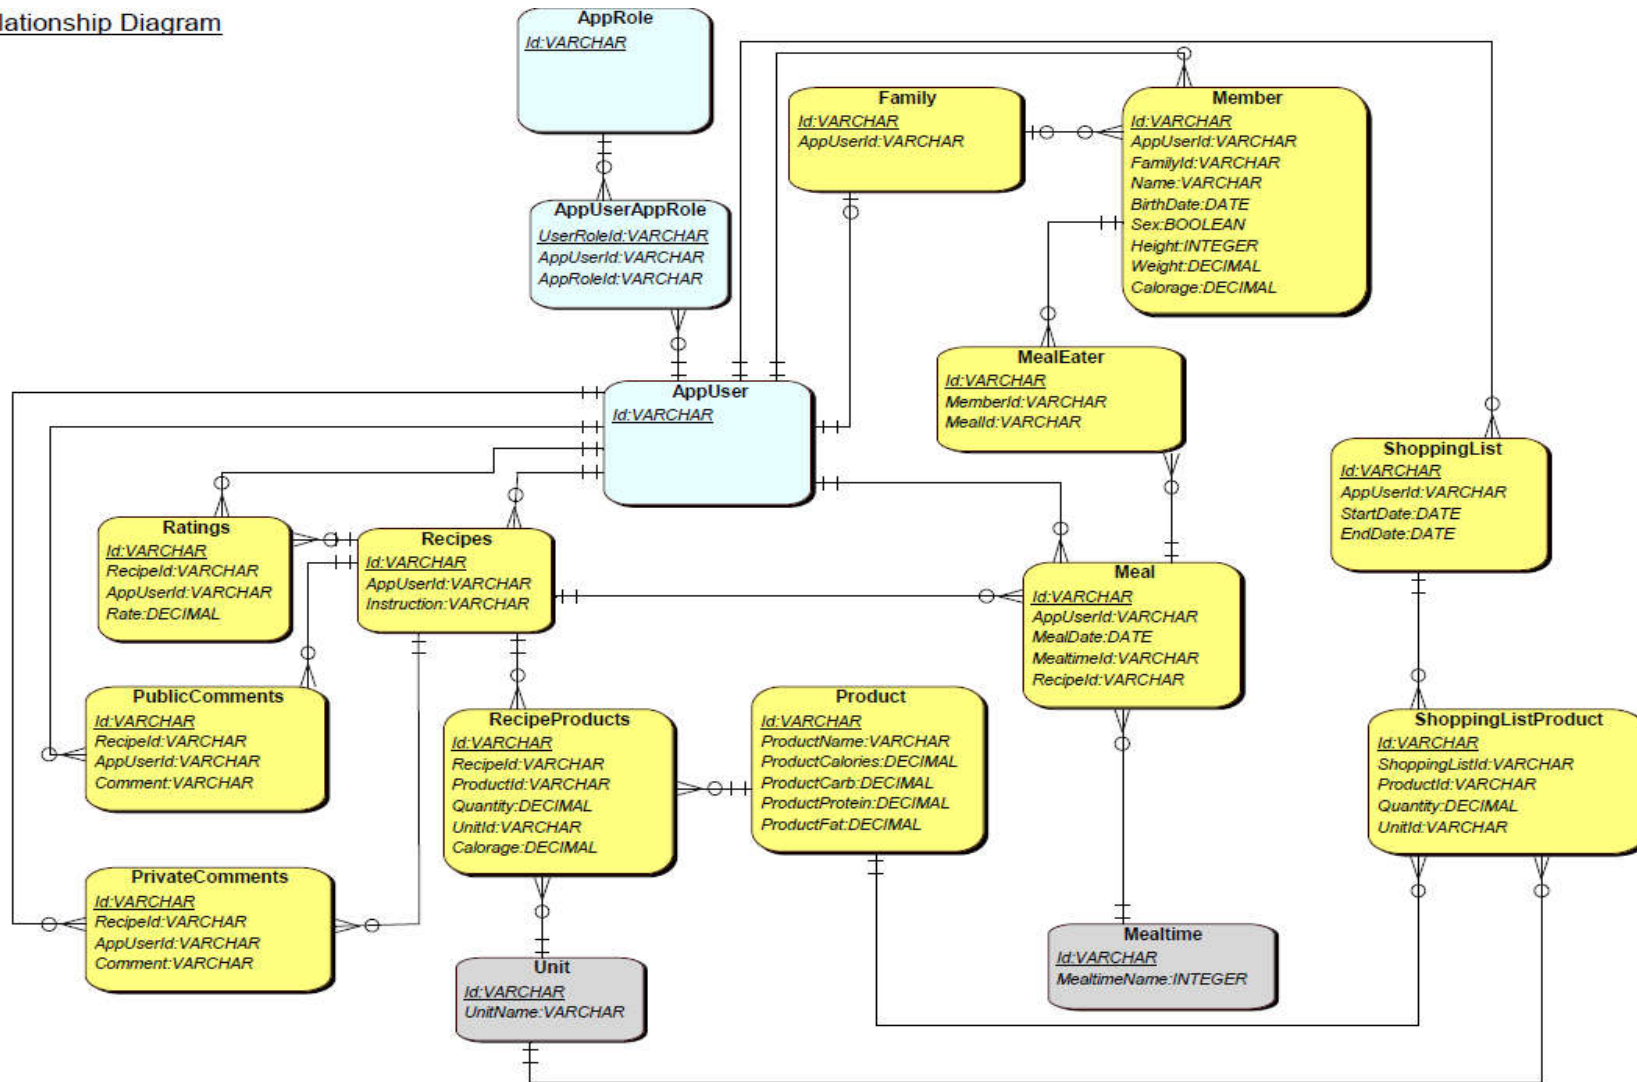 lationship Diagram
AppRole
Id:VARCHAR
Family
Id:VARCHAR
AppUserId:VARCHAR
Member
Id:VARCHAR
AppUserId:VARCHAR
FamilyId:VARCHAR
Name:VARCHAR
BirthDate:DATE
Sex:BOOLEAN
Height:INTEGER
Weight:DECIMAL
Calorage:DECIMAL
AppUserAppRole
UserRoleId:VARCHAR
AppUserId:VARCHAR
AppRoleId:VARCHAR
MealEater
Id:VARCHAR
MemberId:VARCHAR
MealId:VARCHAR
AppUser
Id:VARCHAR
ShoppingList
Id:VARCHAR
AppUserId:VARCHAR
StartDate:DATE
EndDate:DATE
Ratings
Id:VARCHAR
RecipeId:VARCHAR
AppUserId:VARCHAR
Rate:DECIMAL
Recipes
Id:VARCHAR
AppUserId:VARCHAR
Instruction:VARCHAR
Meal
Id:VARCHAR
AppUserId:VARCHAR
MealDate:DATE
MealtimeId:VARCHAR
RecipeId:VARCHAR
PublicComments
Id:VARCHAR
RecipeId:VARCHAR
AppUserId:VARCHAR
Comment:VARCHAR
RecipeProducts
Id:VARCHAR
RecipeId:VARCHAR
ProductId:VARCHAR
Quantity:DECIMAL
UnitId:VARCHAR
Calorage:DECIMAL
Product
Id:VARCHAR
ProductName:VARCHAR
ProductCalories:DECIMAL
ProductCarb:DECIMAL
ProductProtein:DECIMAL
ProductFat:DECIMAL
ShoppingListProduct
Id:VARCHAR
ShoppingListId:VARCHAR
ProductId:VARCHAR
Quantity:DECIMAL
UnitId:VARCHAR
PrivateComments
Id:VARCHAR
RecipeId:VARCHAR
AppUserId:VARCHAR
Comment:VARCHAR
Unit
Id:VARCHAR
UnitName:VARCHAR
Mealtime
Id:VARCHAR
MealtimeName:INTEGER